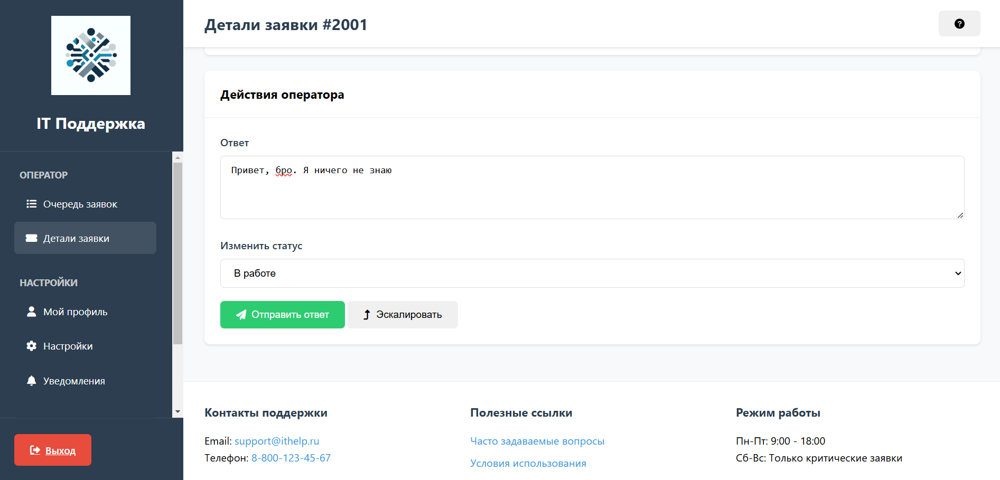 IT Поддержка
ОПЕРАТОР
Очередь заявок
Детали заявки
НАСТРОЙКИ
Мой профиль
Настройки
Уведомления
Выход
Детали заявки #2001
Действия оператора
Ответ
Привет, бро. Я ничего не знаю
Изменить статус
В работе
Отправить ответ
Эскалировать
Контакты поддержки
Email: support@ithelp.ru
Телефон: 8-800-123-45-67
Полезные ссылки
Часто задаваемые вопросы
Условия использования
Режим работы
Пн-Пт: 9:00 - 18:00
Сб-Вс: Только критические заявки